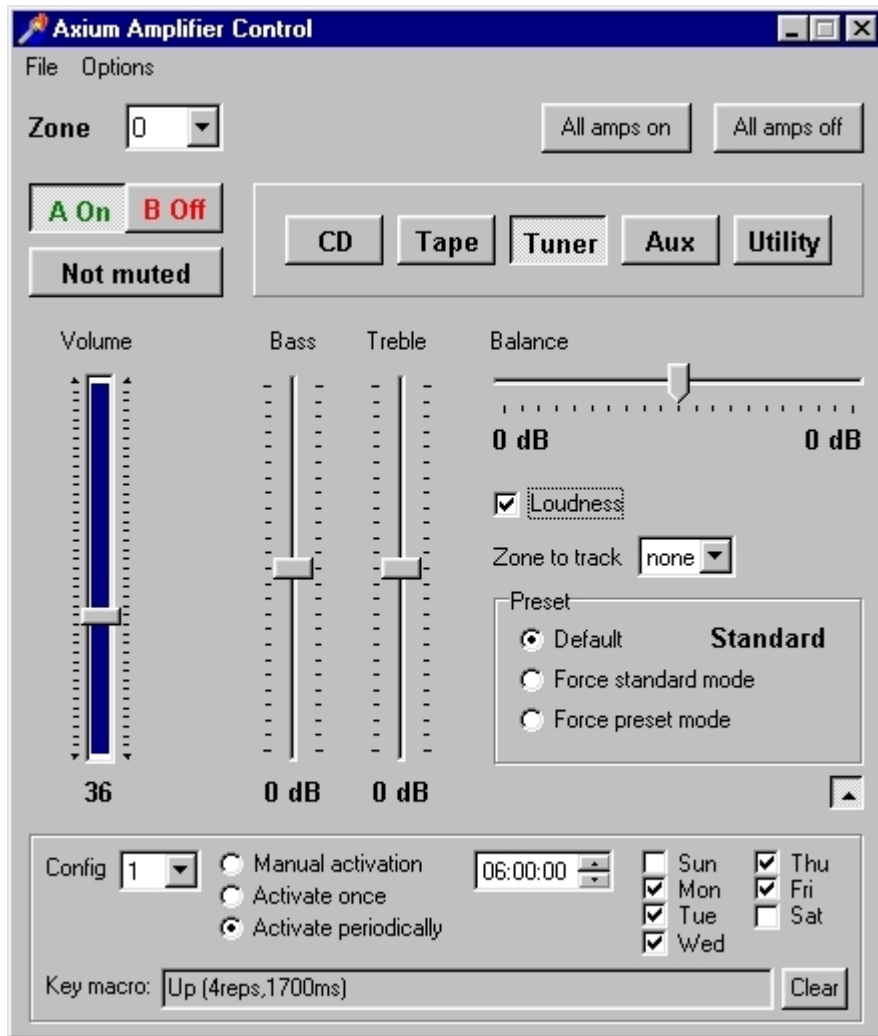 Axium Amplifier Control
File Options
Zone 0 All amps on All amps off
A On B Off
CD Tape Tuner Aux Utility
Not muted
Volume Bass Treble Balance
0 dB 0 dB
Loudness
Zone to track none
Preset
Default Standard
Force standard mode
Force preset mode
36 0 dB 0 dB
Config 1 Manual activation 06:00:00 Sun Thu
Activate once Mon Fri
Activate periodically Tue Sat
Wed
Key macro: Up (4reps,1700ms) Clear